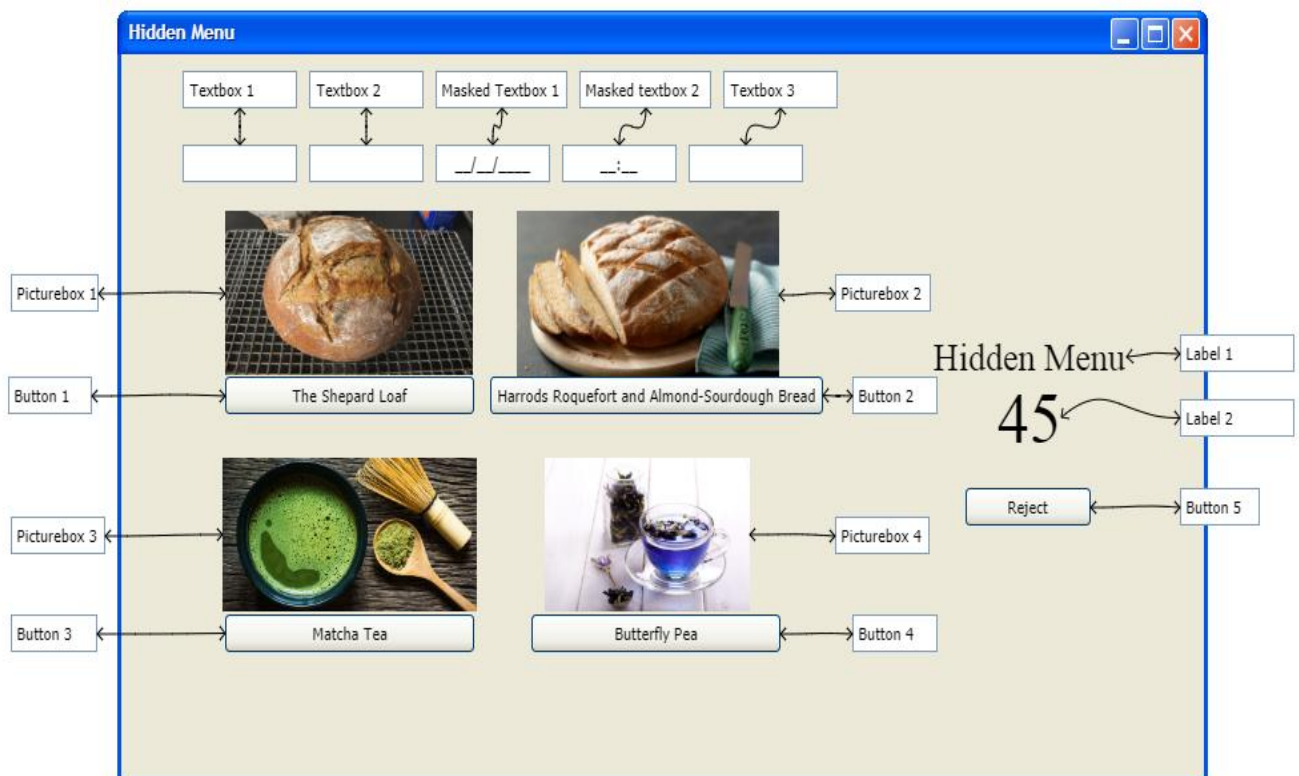 Hidden Menu
Textbox 1 Textbox 2 Masked Textbox 1 Masked textbox 2 Textbox 3
__/__/____ __:__
Picturebox 1 Picturebox 2
Hidden Menu Label 1
Button 1 The Shepard Loaf Harrods Roquefort and Almond-Sourdough Bread Button 2
45 Label 2
Reject Button 5
Picturebox 3 Picturebox 4
Button 3 Matcha Tea Butterfly Pea Button 4